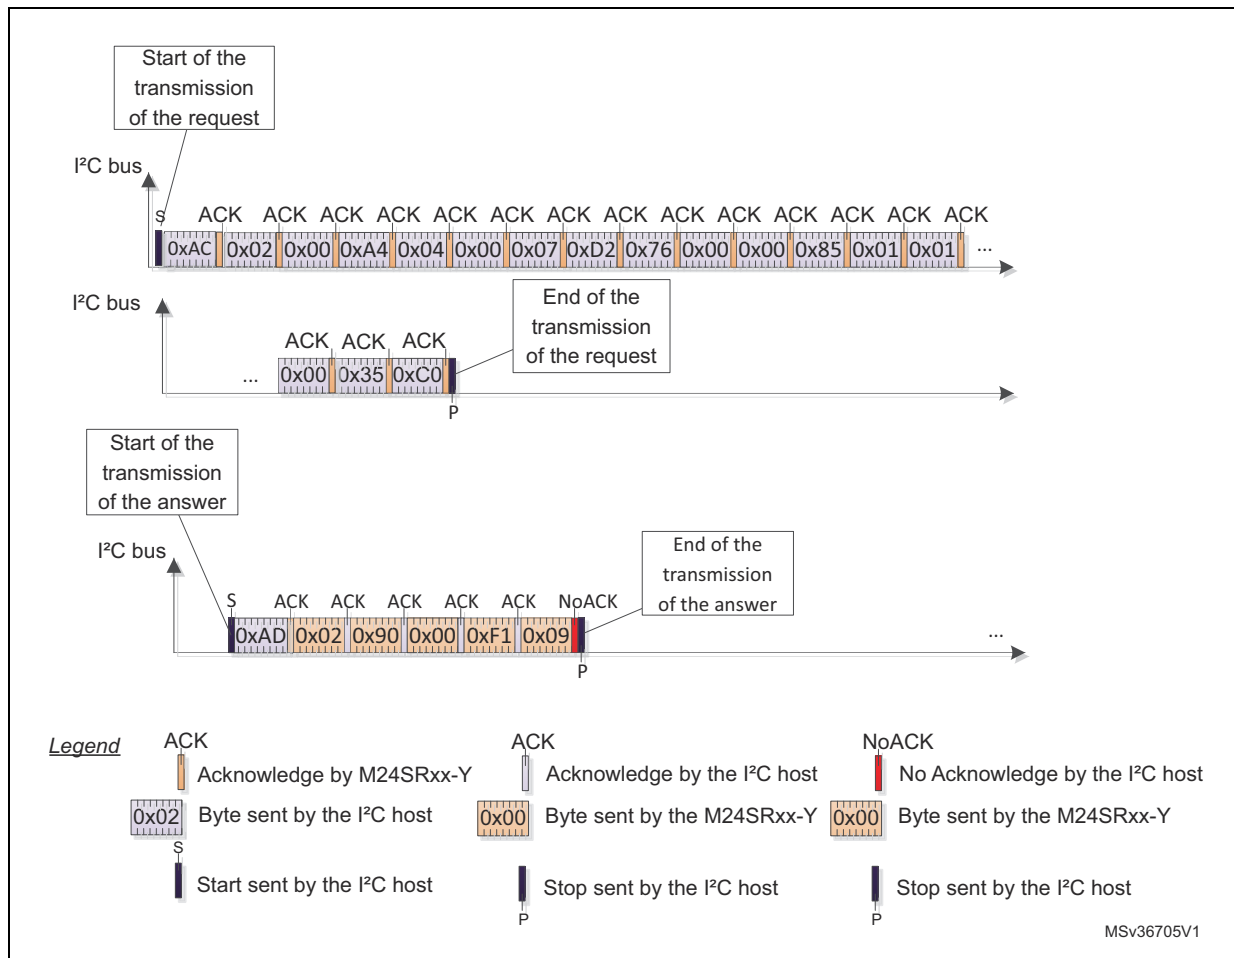 Start of the
transmission
of the request
I²C bus
S ACK ACK ACK ACK ACK ACK ACK ACK ACK ACK ACK ACK ACK ACK
0xAC 0x02 0x00 0xA4 0x04 0x00 0x07 0xD2 0x76 0x00 0x00 0x85 0x01 0x01 ...
I²C bus
End of the
transmission
of the request
ACK ACK ACK
... 0x00 0x35 0xC0
P
Start of the
transmission
of the answer
I²C bus
End of the
transmission
of the answer
S ACK ACK ACK ACK ACK NoACK
0xAD 0x02 0x90 0x00 0xF1 0x09 ...
P
Legend
ACK ACK NoACK
Acknowledge by M24SRxx-Y Acknowledge by the I²C host No Acknowledge by the I²C host
0x02 Byte sent by the I²C host 0x00 Byte sent by the M24SRxx-Y 0x00 Byte sent by the M24SRxx-Y
S
Start sent by the I²C host Stop sent by the I²C host Stop sent by the I²C host
P P
MSv36705V1